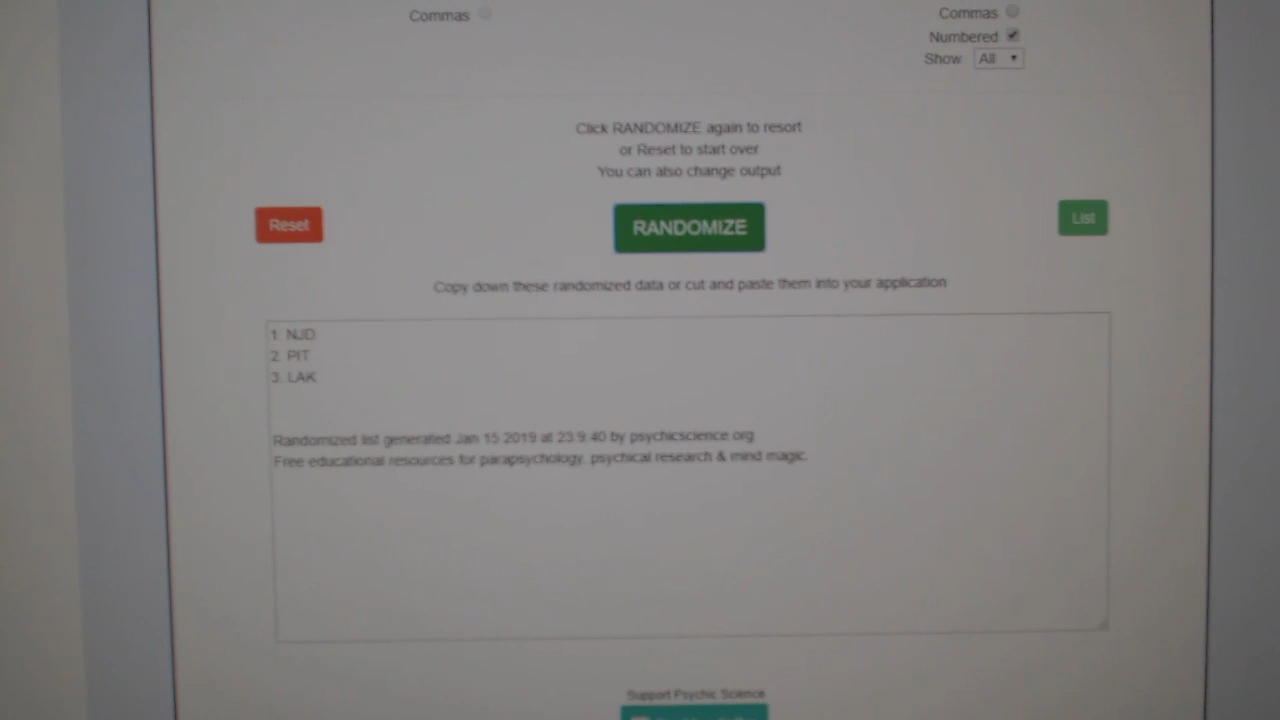 Commas
Commas
Numbered
Show All
Click RANDOMIZE again to resort
or Reset to start over
You can also change output
Reset
RANDOMIZE
List
Copy down these randomized data or cut and paste them into your application
1. NJD
2. PIT
3. LAK
Randomized list generated Jan 15 2019 at 23:9:40 by psychicscience.org
Free educational resources for parapsychology, psychical research & mind magic.
Support Psychic Science